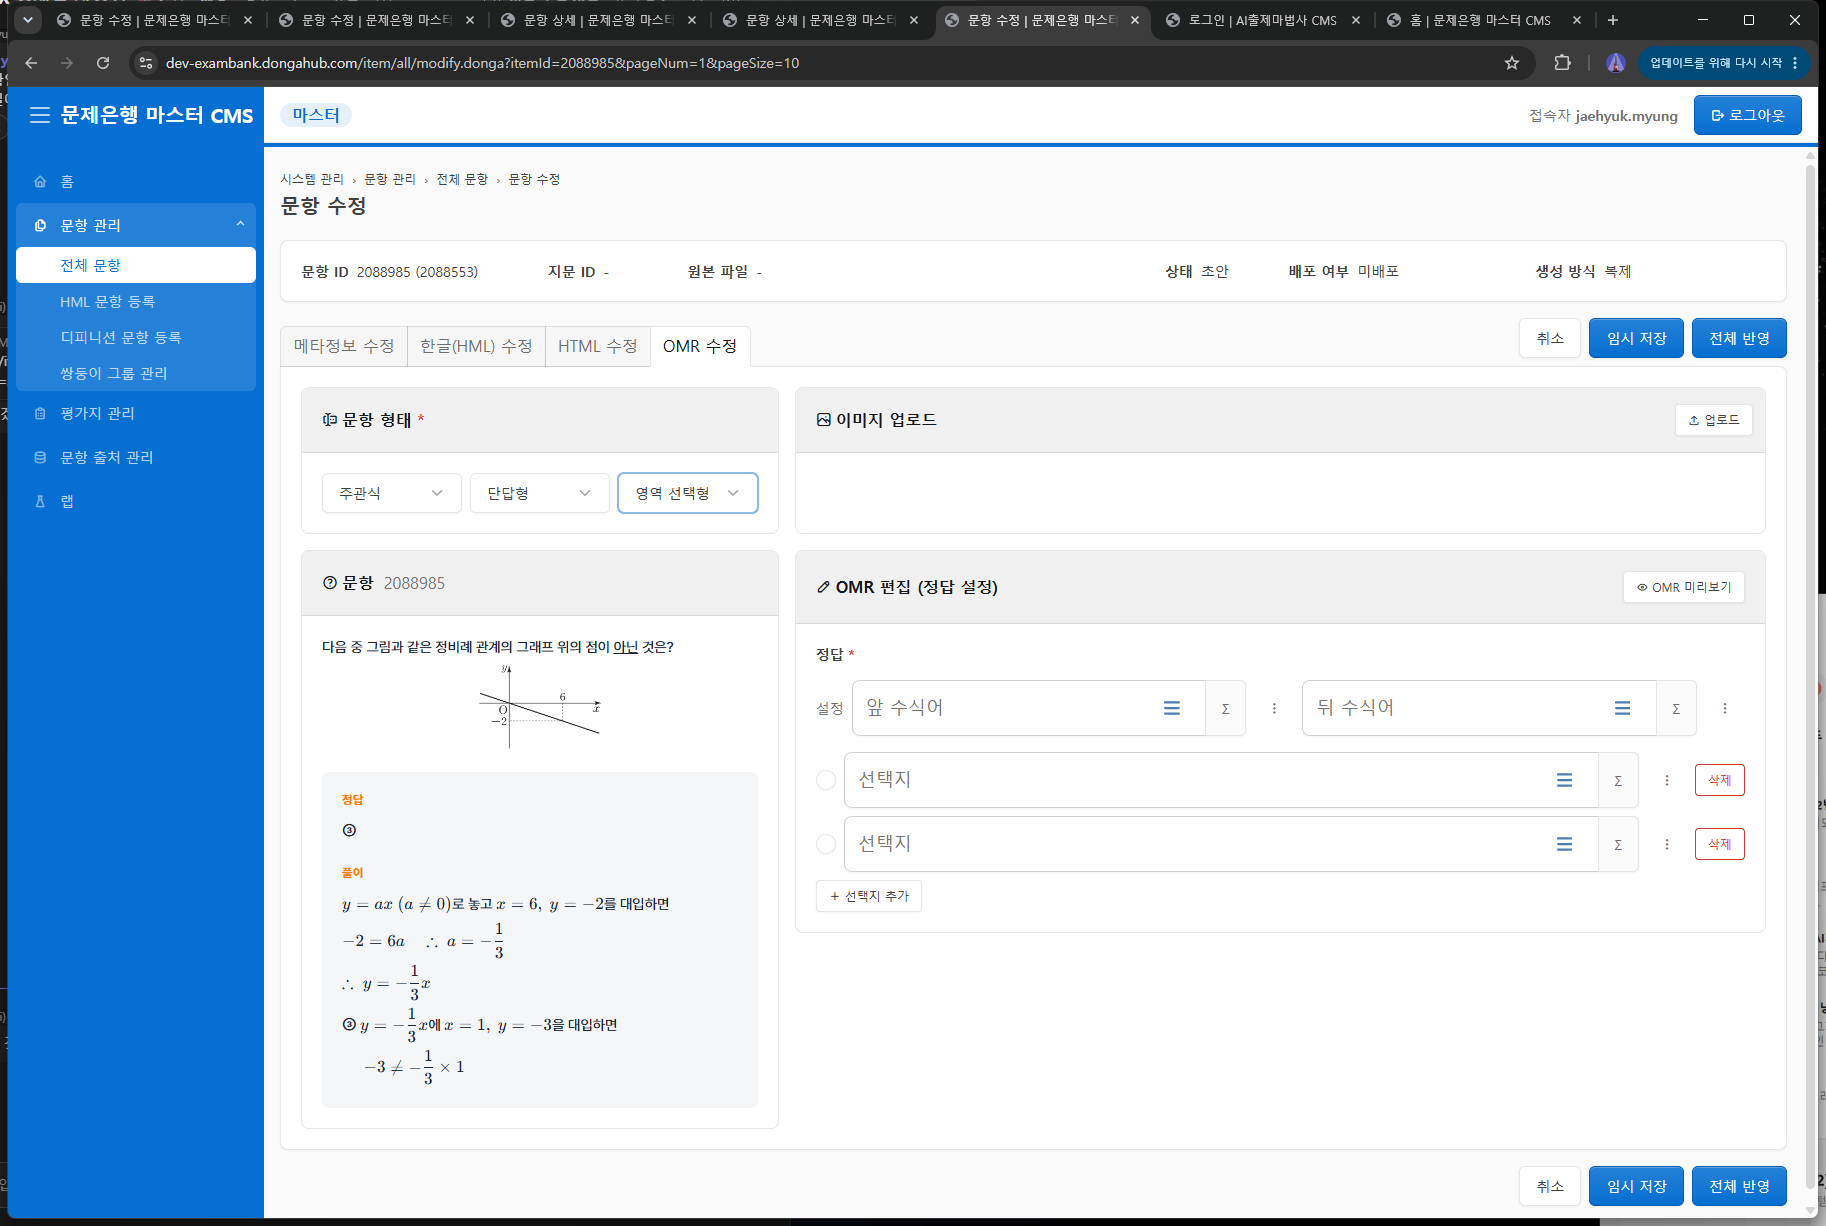 문항 수정 | 문제은행 마스터
문항 수정 | 문제은행 마스터
문항 상세 | 문제은행 마스터
문항 상세 | 문제은행 마스터
문항 수정 | 문제은행 마스터
로그인 | AI출제마법사 CMS
홈 | 문제은행 마스터 CMS
dev-exambank.dongahub.com/item/all/modify.donga?itemId=2088985&pageNum=1&pageSize=10
업데이트를 위해 다시 시작
문제은행 마스터 CMS
마스터
접속자 jaehyuk.myung
로그아웃
홈
문항 관리
전체 문항
HML 문항 등록
디피니션 문항 등록
쌍둥이 그룹 관리
평가지 관리
문항 출처 관리
랩
시스템 관리 › 문항 관리 › 전체 문항 › 문항 수정
문항 수정
문항 ID 2088985 (2088553)
지문 ID -
원본 파일 -
상태 초안
배포 여부 미배포
생성 방식 복제
메타정보 수정
한글(HML) 수정
HTML 수정
OMR 수정
취소
임시 저장
전체 반영
문항 형태 *
주관식
단답형
영역 선택형
이미지 업로드
업로드
문항 2088985
다음 중 그림과 같은 정비례 관계의 그래프 위의 점이 아닌 것은?
y
6
O
x
−2
정답
③
풀이
y = ax (a ≠ 0)로 놓고 x = 6, y = −2를 대입하면
−2 = 6a ∴ a = −1/3
∴ y = −1/3x
③ y = −1/3x에 x = 1, y = −3을 대입하면
−3 ≠ −1/3 × 1
OMR 편집 (정답 설정)
OMR 미리보기
정답 *
설정
앞 수식어
Σ
뒤 수식어
Σ
선택지
Σ
삭제
선택지
Σ
삭제
+ 선택지 추가
취소
임시 저장
전체 반영